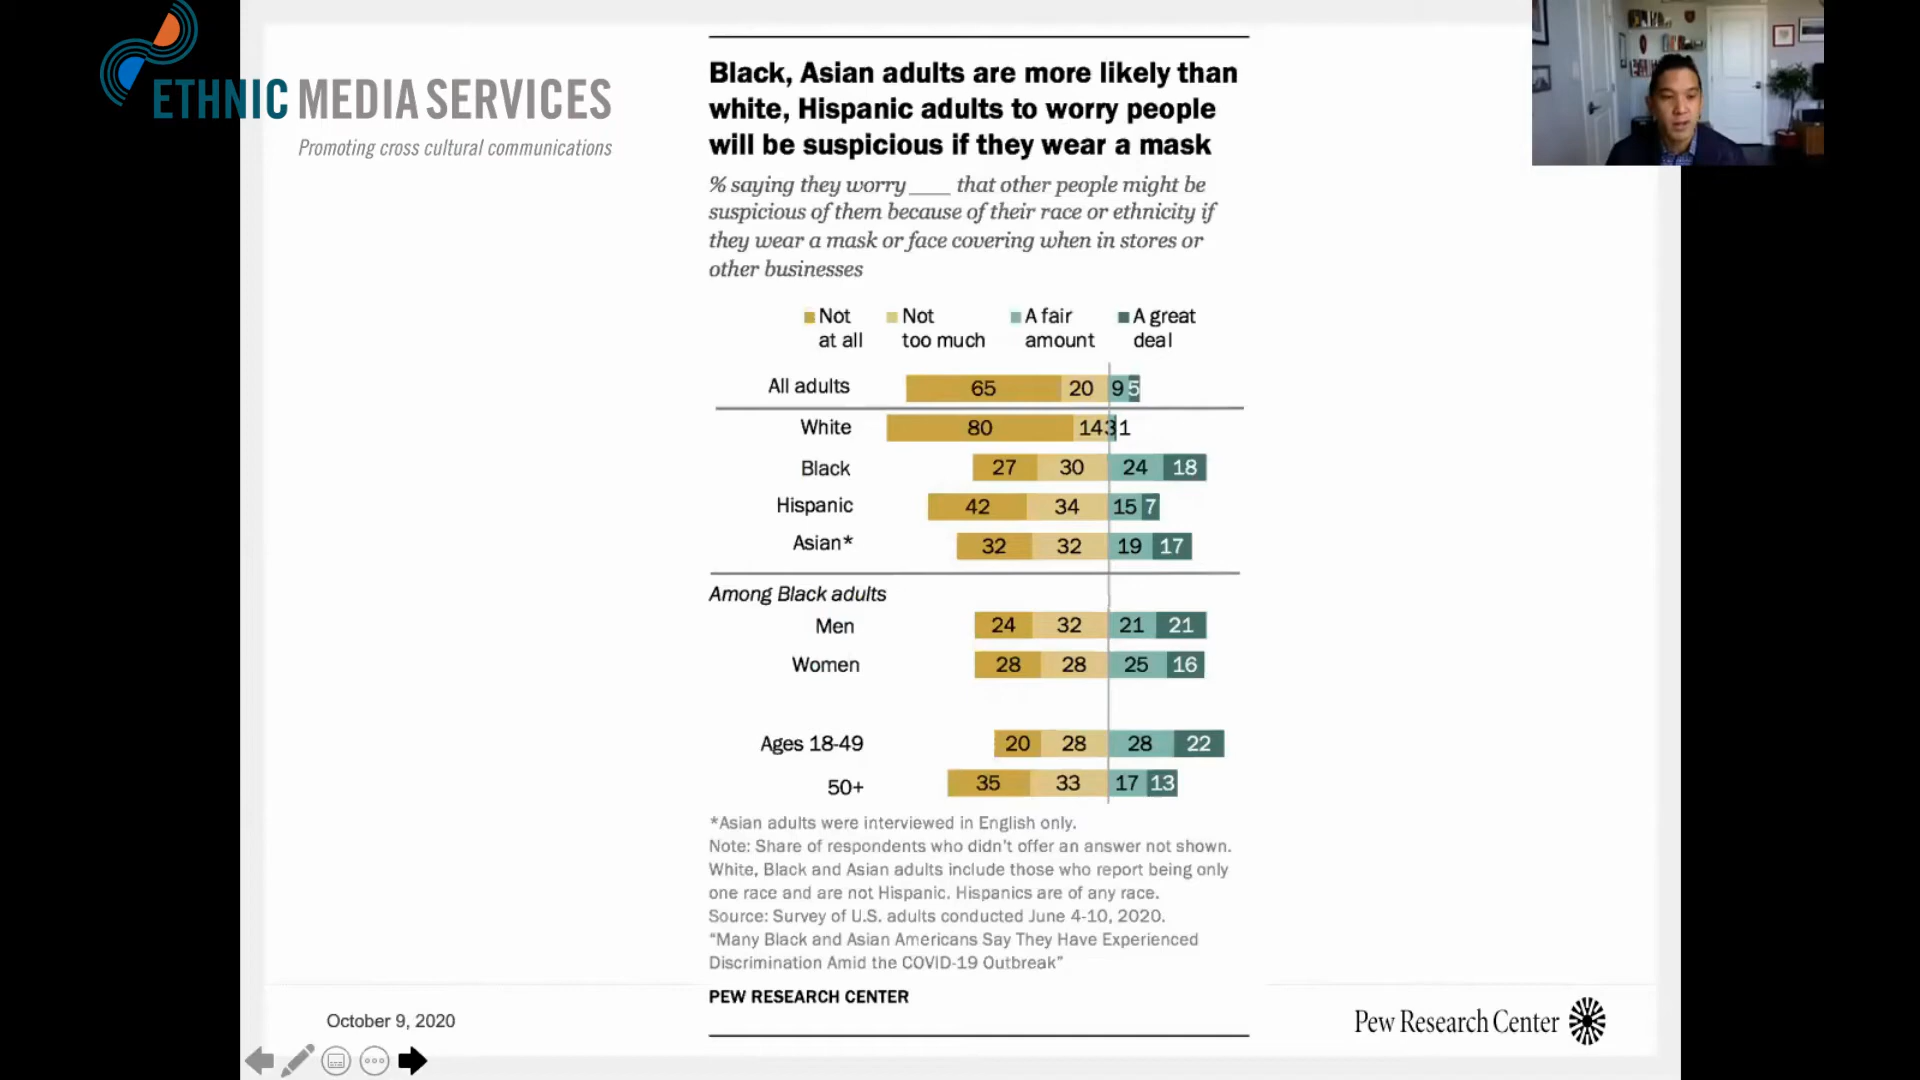 ETHNIC MEDIA SERVICES
Promoting cross cultural communications
Black, Asian adults are more likely than
white, Hispanic adults to worry people
will be suspicious if they wear a mask
% saying they worry ___ that other people might be
suspicious of them because of their race or ethnicity if
they wear a mask or face covering when in stores or
other businesses
Not at all
Not too much
A fair amount
A great deal
All adults 65 20 9 5
White 80 14 3 1
Black 27 30 24 18
Hispanic 42 34 15 7
Asian* 32 32 19 17
Among Black adults
Men 24 32 21 21
Women 28 28 25 16
Ages 18-49 20 28 28 22
50+ 35 33 17 13
*Asian adults were interviewed in English only.
Note: Share of respondents who didn't offer an answer not shown.
White, Black and Asian adults include those who report being only
one race and are not Hispanic. Hispanics are of any race.
Source: Survey of U.S. adults conducted June 4-10, 2020.
“Many Black and Asian Americans Say They Have Experienced
Discrimination Amid the COVID-19 Outbreak”
PEW RESEARCH CENTER
October 9, 2020
Pew Research Center